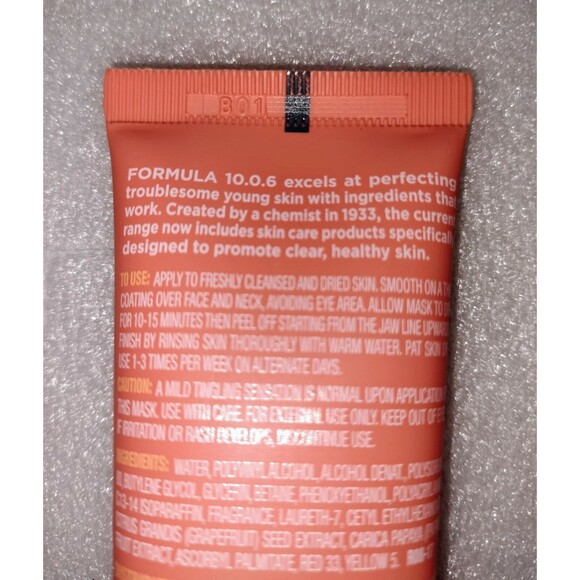 B01
FORMULA 10.0.6 excels at perfecting
troublesome young skin with ingredients that
work. Created by a chemist in 1933, the current
range now includes skin care products specifically
designed to promote clear, healthy skin.
TO USE: APPLY TO FRESHLY CLEANSED AND DRIED SKIN. SMOOTH ON A
COATING OVER FACE AND NECK, AVOIDING EYE AREA. ALLOW MASK TO
FOR 10-15 MINUTES THEN PEEL OFF STARTING FROM THE JAW LINE UPWARD
FINISH BY RINSING SKIN THOROUGHLY WITH WARM WATER. PAT SKIN
USE 1-3 TIMES PER WEEK ON ALTERNATE DAYS.
CAUTION: A MILD TINGLING SENSATION IS NORMAL UPON APPLICATION
THIS MASK. USE WITH CARE. FOR EXTERNAL USE ONLY. KEEP OUT OF
IF IRRITATION OR RASH DEVELOPS, DISCONTINUE USE.
INGREDIENTS: WATER, POLYVINYL ALCOHOL, ALCOHOL DENAT.,
BUTYLENE GLYCOL, GLYCERIN, BETAINE PHENOXYETHANOL,
C13-14 ISOPARAFFIN, FRAGRANCE, LAURETH-7, CETYL
CITRUS GRANDIS (GRAPEFRUIT) SEED EXTRACT, CARICA PAPAYA
FRUIT EXTRACT, ASCORBYL PALMITATE, RED 33, YELLOW 5.